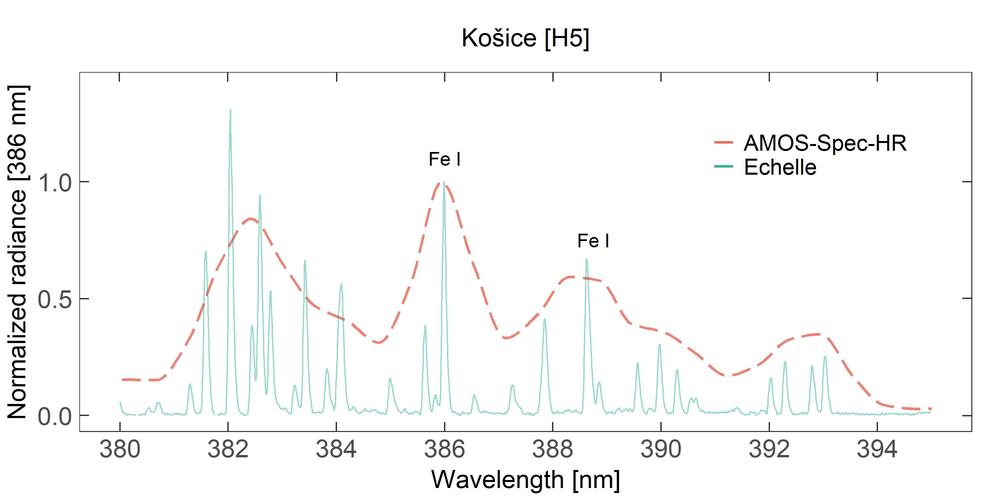 Košice [H5]
Normalized radiance [386 nm]
1.0
0.5
0.0
Fe I
Fe I
AMOS-Spec-HR
Echelle
380 382 384 386 388 390 392 394
Wavelength [nm]